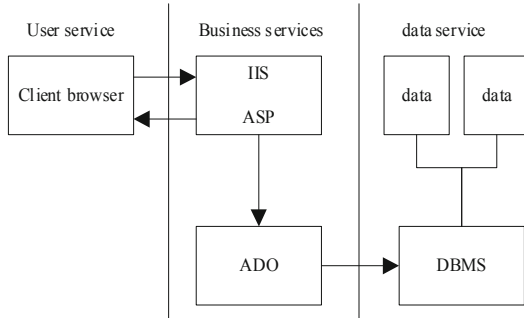 User service
Business services
data service
Client browser
IIS
ASP
data
data
ADO
DBMS